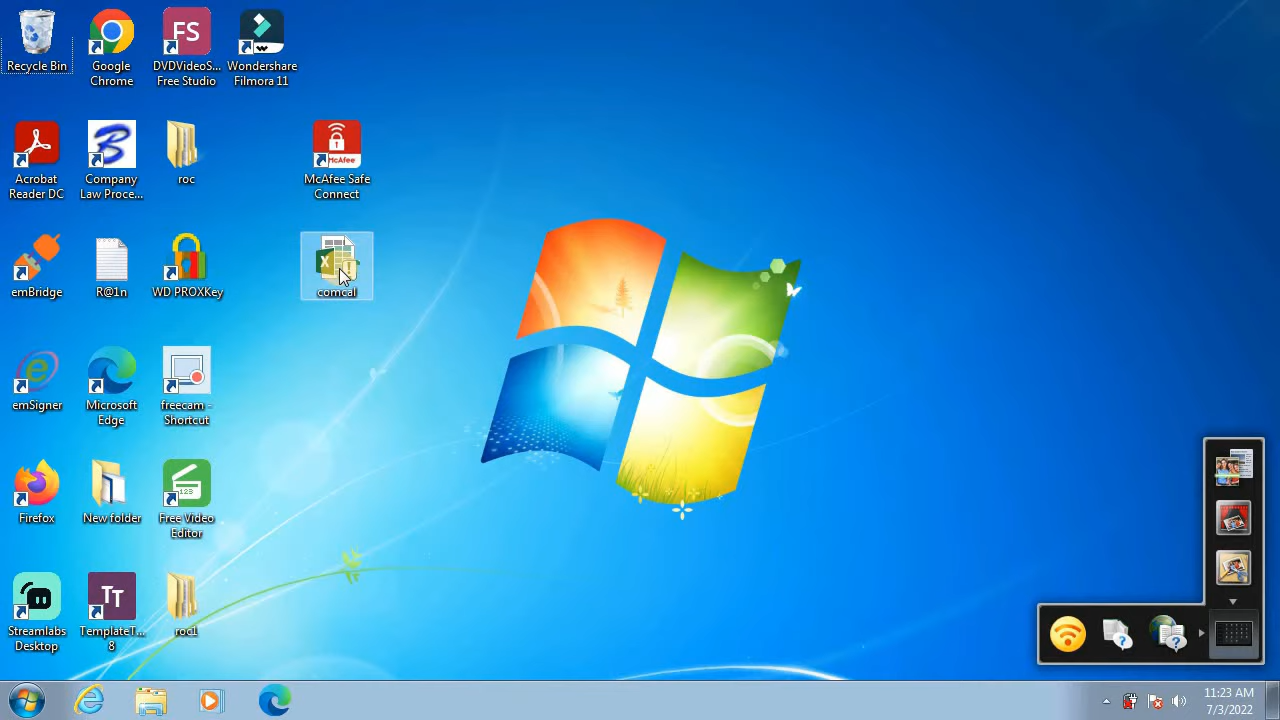 Recycle Bin
Google
Chrome
FS
DVDVideoS...
Free Studio
Wondershare
Filmora 11
Acrobat
Reader DC
Company
Law Proce...
roc
McAfee
McAfee Safe
Connect
emBridge
R@1n
WD PROXKey
X
comcal
emSigner
Microsoft
Edge
freecam -
Shortcut
Firefox
New folder
123
Free Video
Editor
Streamlabs
Desktop
TT
TemplateT...
8
roc1
11:23 AM
7/3/2022